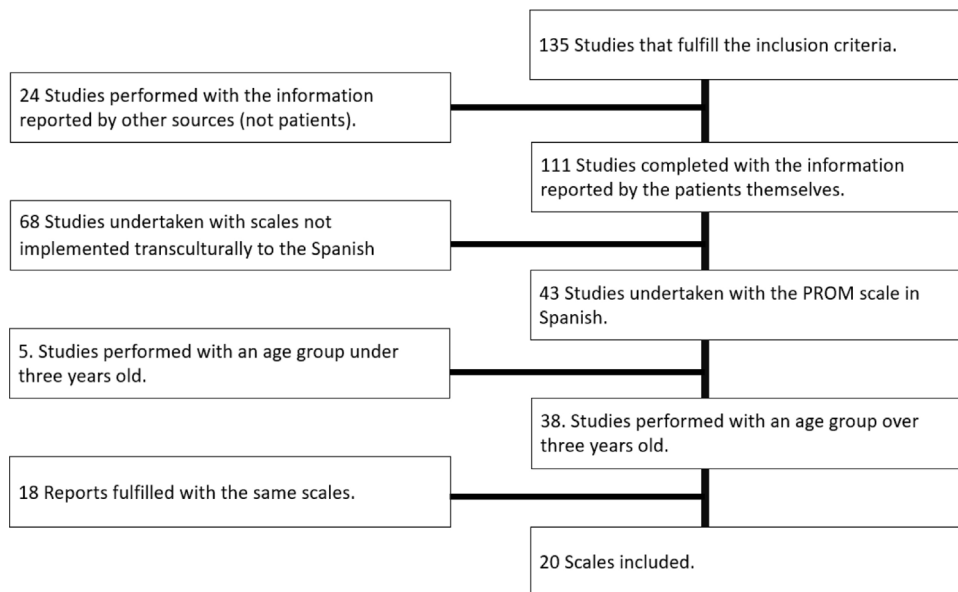 135 Studies that fulfill the inclusion criteria.
24 Studies performed with the information
reported by other sources (not patients).
111 Studies completed with the information
reported by the patients themselves.
68 Studies undertaken with scales not
implemented transculturally to the Spanish
43 Studies undertaken with the PROM scale in
Spanish.
5. Studies performed with an age group under
three years old.
38. Studies performed with an age group over
three years old.
18 Reports fulfilled with the same scales.
20 Scales included.